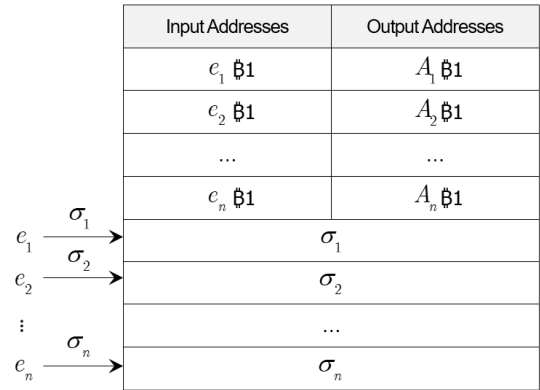 Input Addresses Output Addresses
e₁ ₿1 A₁ ₿1
e₂ ₿1 A₂ ₿1
... ...
eₙ ₿1 Aₙ ₿1
σ₁
e₁ σ₁
σ₂
e₂ σ₂
⋮ ...
σₙ
eₙ σₙ